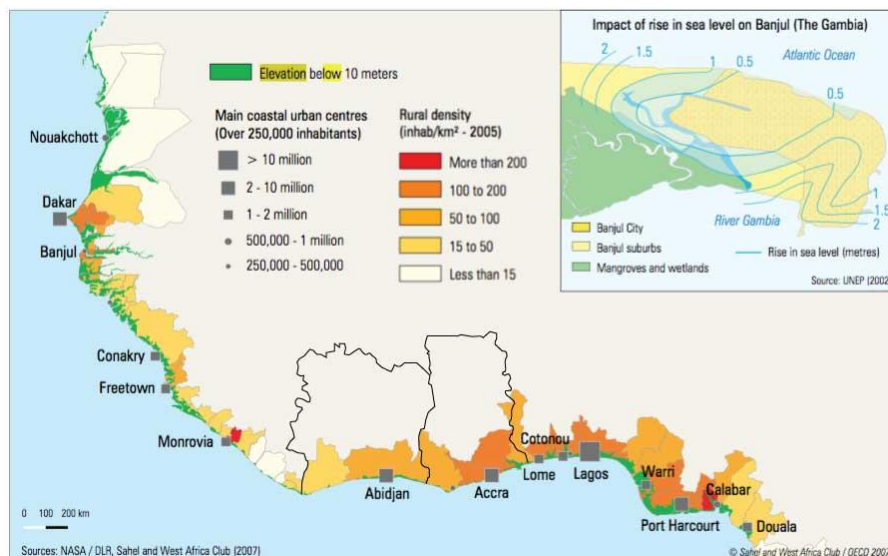 Elevation below 10 meters
Main coastal urban centres
(Over 250,000 inhabitants)
> 10 million
2 - 10 million
1 - 2 million
500,000 - 1 million
250,000 - 500,000
Rural density
(inhab/km² - 2005)
More than 200
100 to 200
50 to 100
15 to 50
Less than 15
Impact of rise in sea level on Banjul (The Gambia)
2
1.5
1
0.5
Atlantic Ocean
0.5
1
1.5
2
River Gambia
Banjul City
Banjul suburbs
Mangroves and wetlands
Rise in sea level (metres)
Source: UNEP (2002
Nouakchott
Dakar
Banjul
Conakry
Freetown
Monrovia
Abidjan
Accra
Lome
Cotonou
Lagos
Warri
Port Harcourt
Calabar
Douala
0 100 200 km
Sources: NASA / DLR, Sahel and West Africa Club (2007)
© Sahel and West Africa Club / OECD 2007